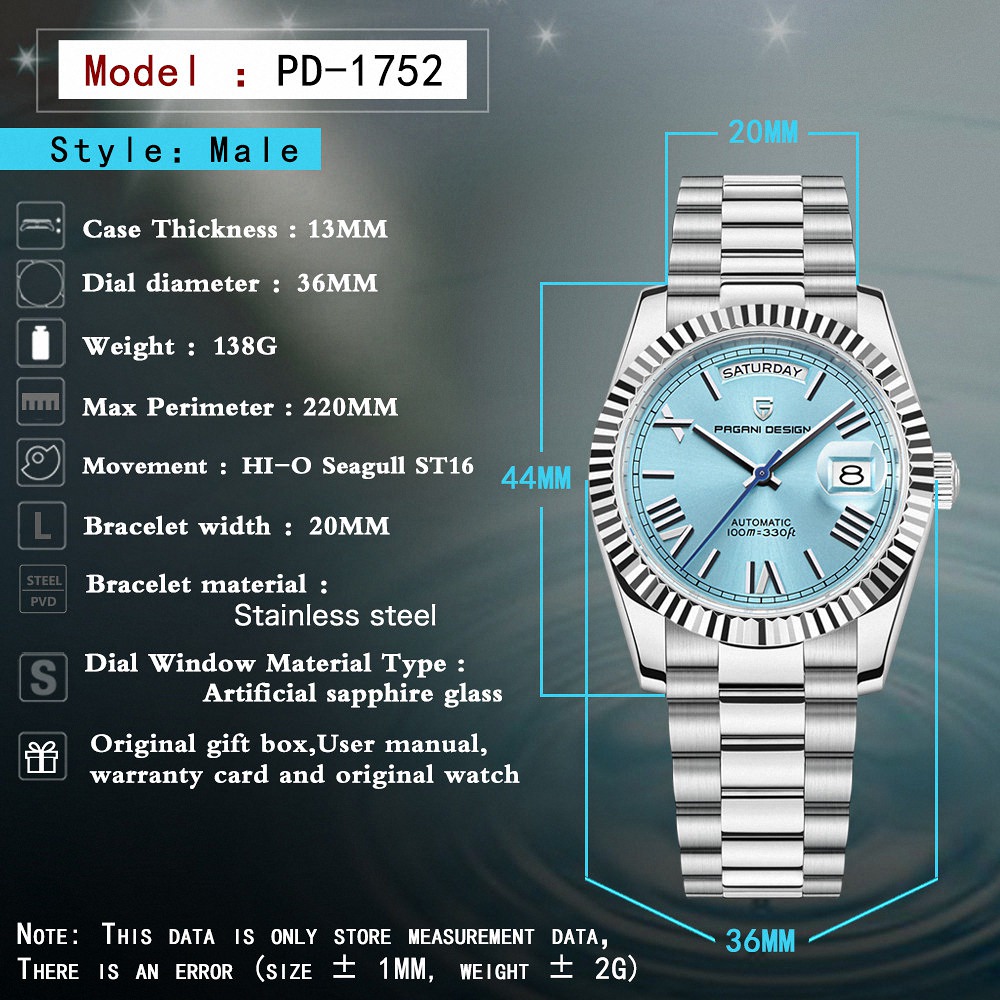 Model : PD-1752
Style: Male
Case Thickness : 13MM
Dial diameter : 36MM
Weight : 138G
Max Perimeter : 220MM
Movement : HI-O Seagull ST16
L
Bracelet width : 20MM
STEEL
PVD
Bracelet material :
Stainless steel
S
Dial Window Material Type :
Artificial sapphire glass
Original gift box,User manual,
warranty card and original watch
NOTE: THIS DATA IS ONLY STORE MEASUREMENT DATA,
THERE IS AN ERROR (SIZE ± 1MM, WEIGHT ± 2G)
20MM
44MM
SATURDAY
PAGANI DESIGN
8
AUTOMATIC
100m=330ft
36MM